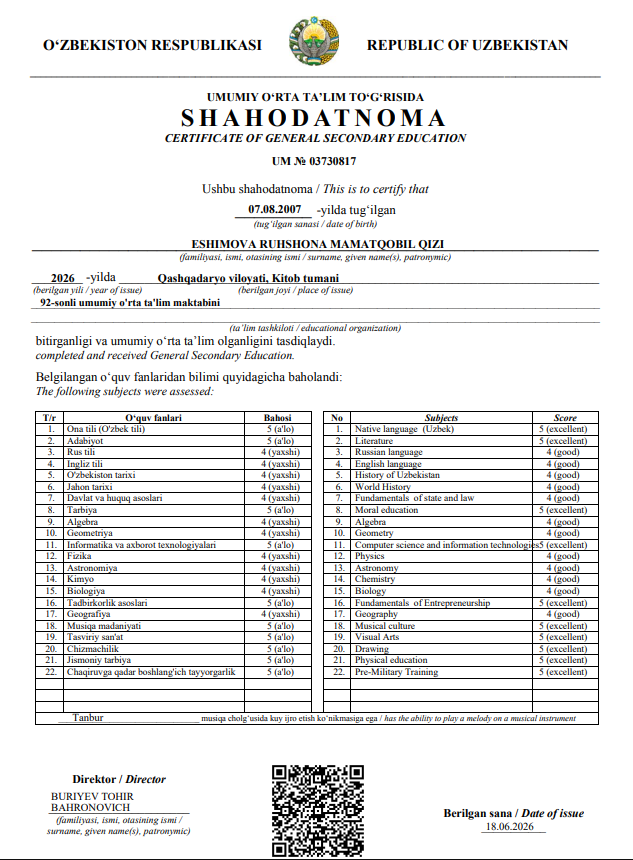 O‘ZBEKISTON RESPUBLIKASI REPUBLIC OF UZBEKISTAN
UMUMIY O‘RTA TA’LIM TO‘G‘RISIDA
SHAHODATNOMA
CERTIFICATE OF GENERAL SECONDARY EDUCATION
UM № 03730817
Ushbu shahodatnoma / This is to certify that
07.08.2007 -yilda tug‘ilgan
(tug‘ilgan sanasi / date of birth)
ESHIMOVA RUHSHONA MAMATQOBIL QIZI
(familiyasi, ismi, otasining ismi / surname, given name(s), patronymic)
2026 -yilda Qashqadaryo viloyati, Kitob tumani
(berilgan yili / year of issue) (berilgan joyi / place of issue)
92-sonli umumiy o'rta ta'lim maktabini
(ta’lim tashkiloti / educational organization)
bitirganligi va umumiy o‘rta ta’lim olganligini tasdiqlaydi.
completed and received General Secondary Education.
Belgilangan o‘quv fanlaridan bilimi quyidagicha baholandi:
The following subjects were assessed:
T/r O‘quv fanlari Bahosi No Subjects Score
1. Ona tili (O'zbek tili) 5 (a'lo) 1. Native language (Uzbek) 5 (excellent)
2. Adabiyot 5 (a'lo) 2. Literature 5 (excellent)
3. Rus tili 4 (yaxshi) 3. Russian language 4 (good)
4. Ingliz tili 4 (yaxshi) 4. English language 4 (good)
5. O'zbekiston tarixi 4 (yaxshi) 5. History of Uzbekistan 4 (good)
6. Jahon tarixi 4 (yaxshi) 6. World History 4 (good)
7. Davlat va huquq asoslari 4 (yaxshi) 7. Fundamentals of state and law 4 (good)
8. Tarbiya 5 (a'lo) 8. Moral education 5 (excellent)
9. Algebra 4 (yaxshi) 9. Algebra 4 (good)
10. Geometriya 4 (yaxshi) 10. Geometry 4 (good)
11. Informatika va axborot texnologiyalari 5 (a'lo) 11. Computer science and information technologies 5 (excellent)
12. Fizika 4 (yaxshi) 12. Physics 4 (good)
13. Astronomiya 4 (yaxshi) 13. Astronomy 4 (good)
14. Kimyo 4 (yaxshi) 14. Chemistry 4 (good)
15. Biologiya 4 (yaxshi) 15. Biology 4 (good)
16. Tadbirkorlik asoslari 5 (a'lo) 16. Fundamentals of Entrepreneurship 5 (excellent)
17. Geografiya 4 (yaxshi) 17. Geography 4 (good)
18. Musiqa madaniyati 5 (a'lo) 18. Musical culture 5 (excellent)
19. Tasviriy san'at 5 (a'lo) 19. Visual Arts 5 (excellent)
20. Chizmachilik 5 (a'lo) 20. Drawing 5 (excellent)
21. Jismoniy tarbiya 5 (a'lo) 21. Physical education 5 (excellent)
22. Chaqiruvga qadar boshlang'ich tayyorgarlik 5 (a'lo) 22. Pre-Military Training 5 (excellent)
Tanbur musiqa cholg‘usida kuy ijro etish ko‘nikmasiga ega / has the ability to play a melody on a musical instrument
Direktor / Director
BURIYEV TOHIR
BAHRONOVICH
(familiyasi, ismi, otasining ismi /
surname, given name(s), patronymic)
Berilgan sana / Date of issue
18.06.2026